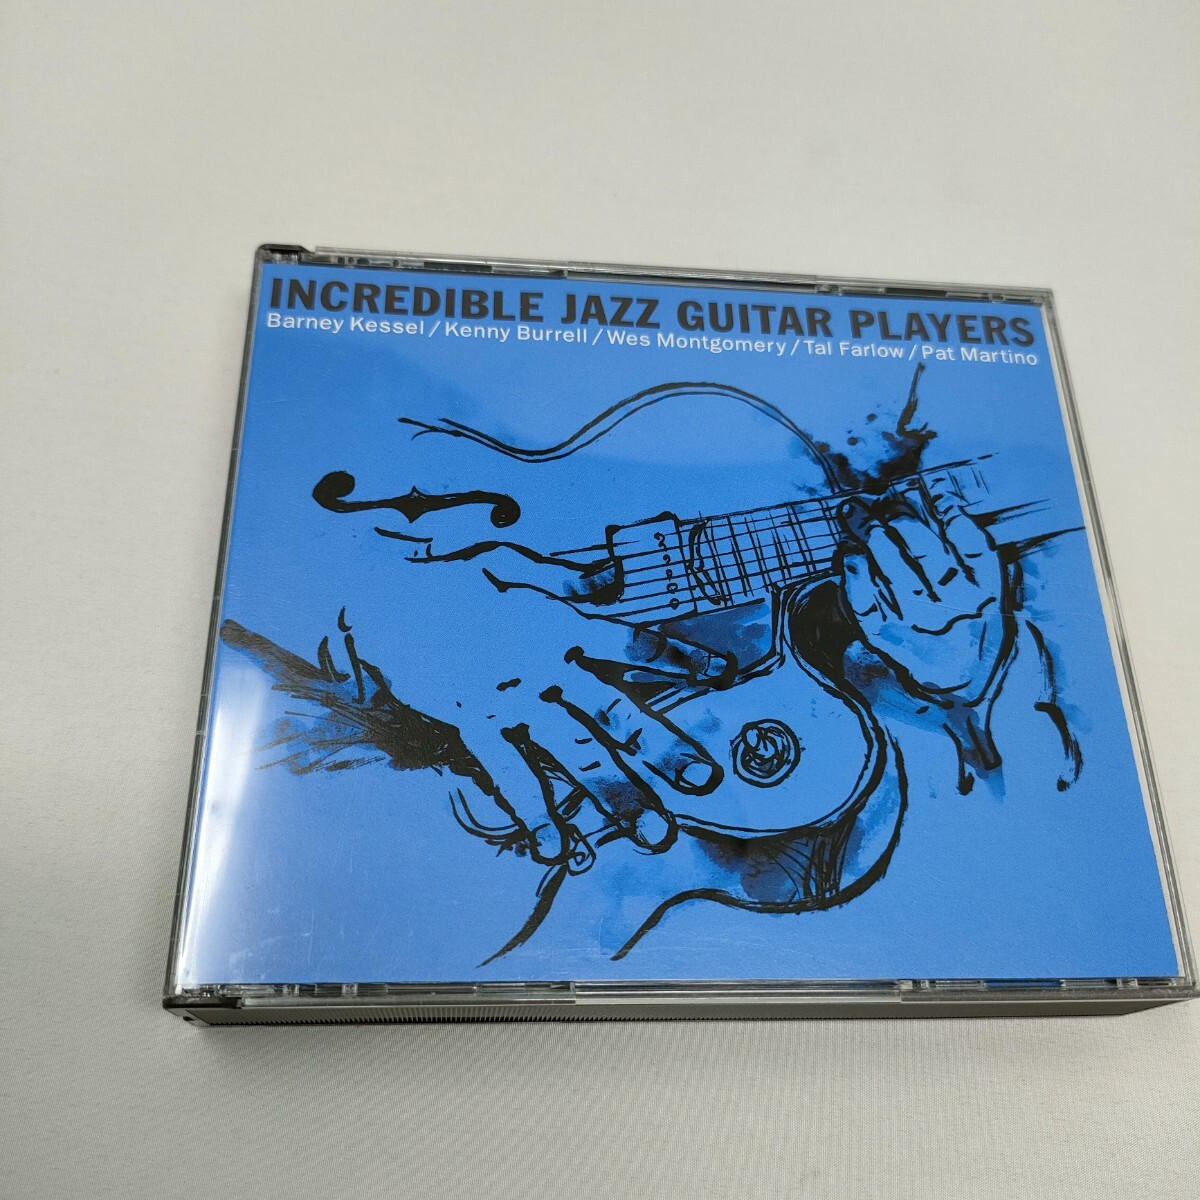 INCREDIBLE JAZZ GUITAR PLAYERS
Barney Kessel / Kenny Burrell / Wes Montgomery / Tal Farlow / Pat Martino